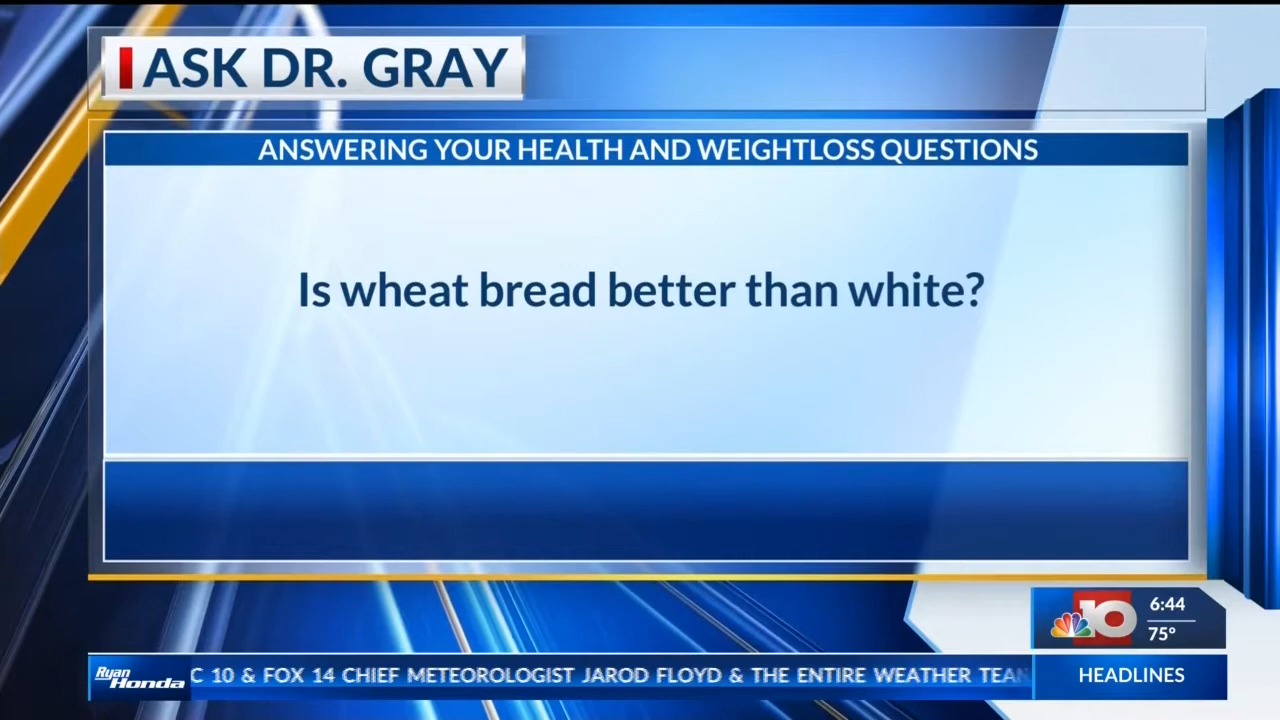 ASK DR. GRAY
ANSWERING YOUR HEALTH AND WEIGHTLOSS QUESTIONS
Is wheat bread better than white?
10
6:44
75°
Ryan
Honda
C 10 & FOX 14 CHIEF METEOROLOGIST JAROD FLOYD & THE ENTIRE WEATHER TEAM
HEADLINES